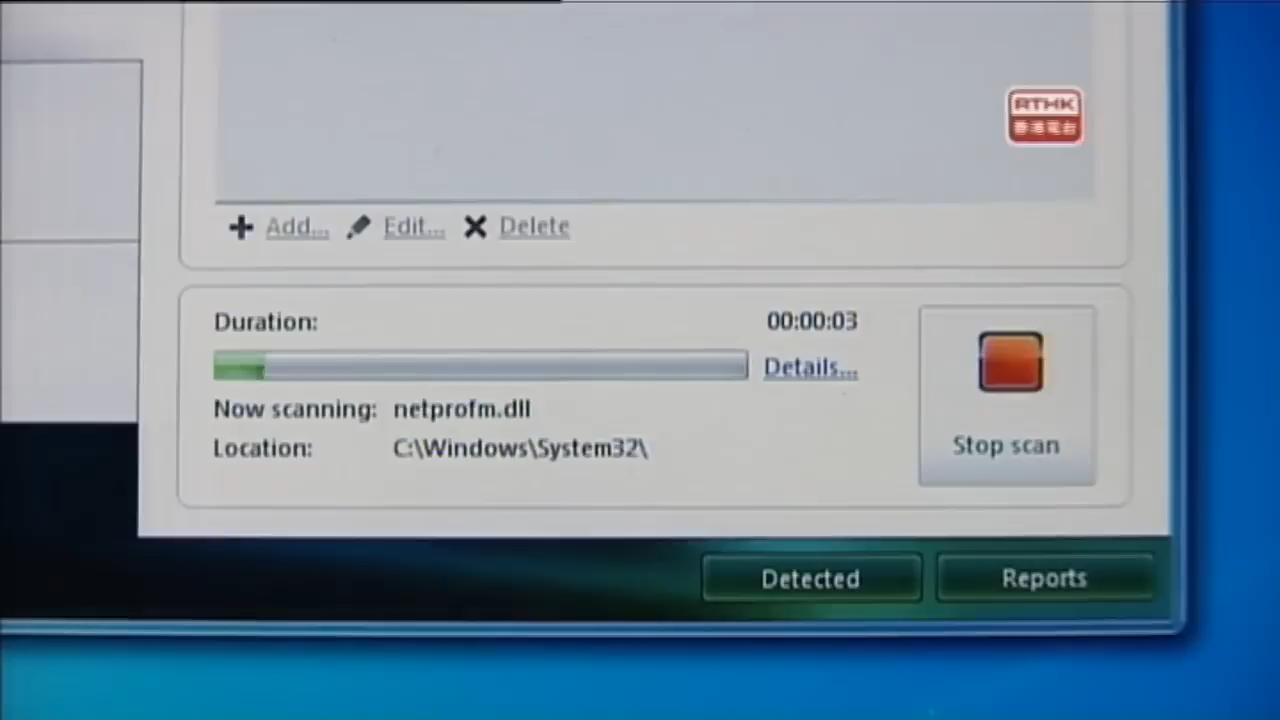 RTHK
香港電台
Add... Edit... Delete
Duration: 00:00:03
Details...
Now scanning: netprofm.dll
Location: C:\Windows\System32\
Stop scan
Detected Reports